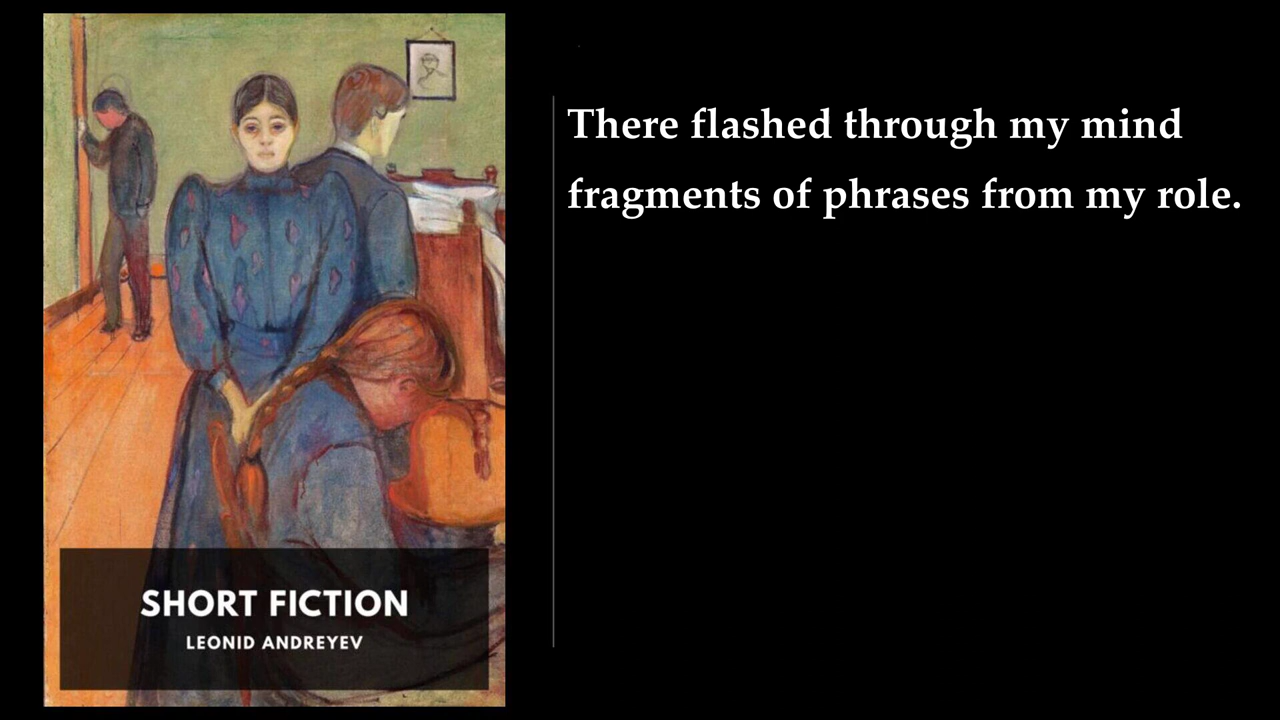 There flashed through my mind
fragments of phrases from my role.
SHORT FICTION
LEONID ANDREYEV